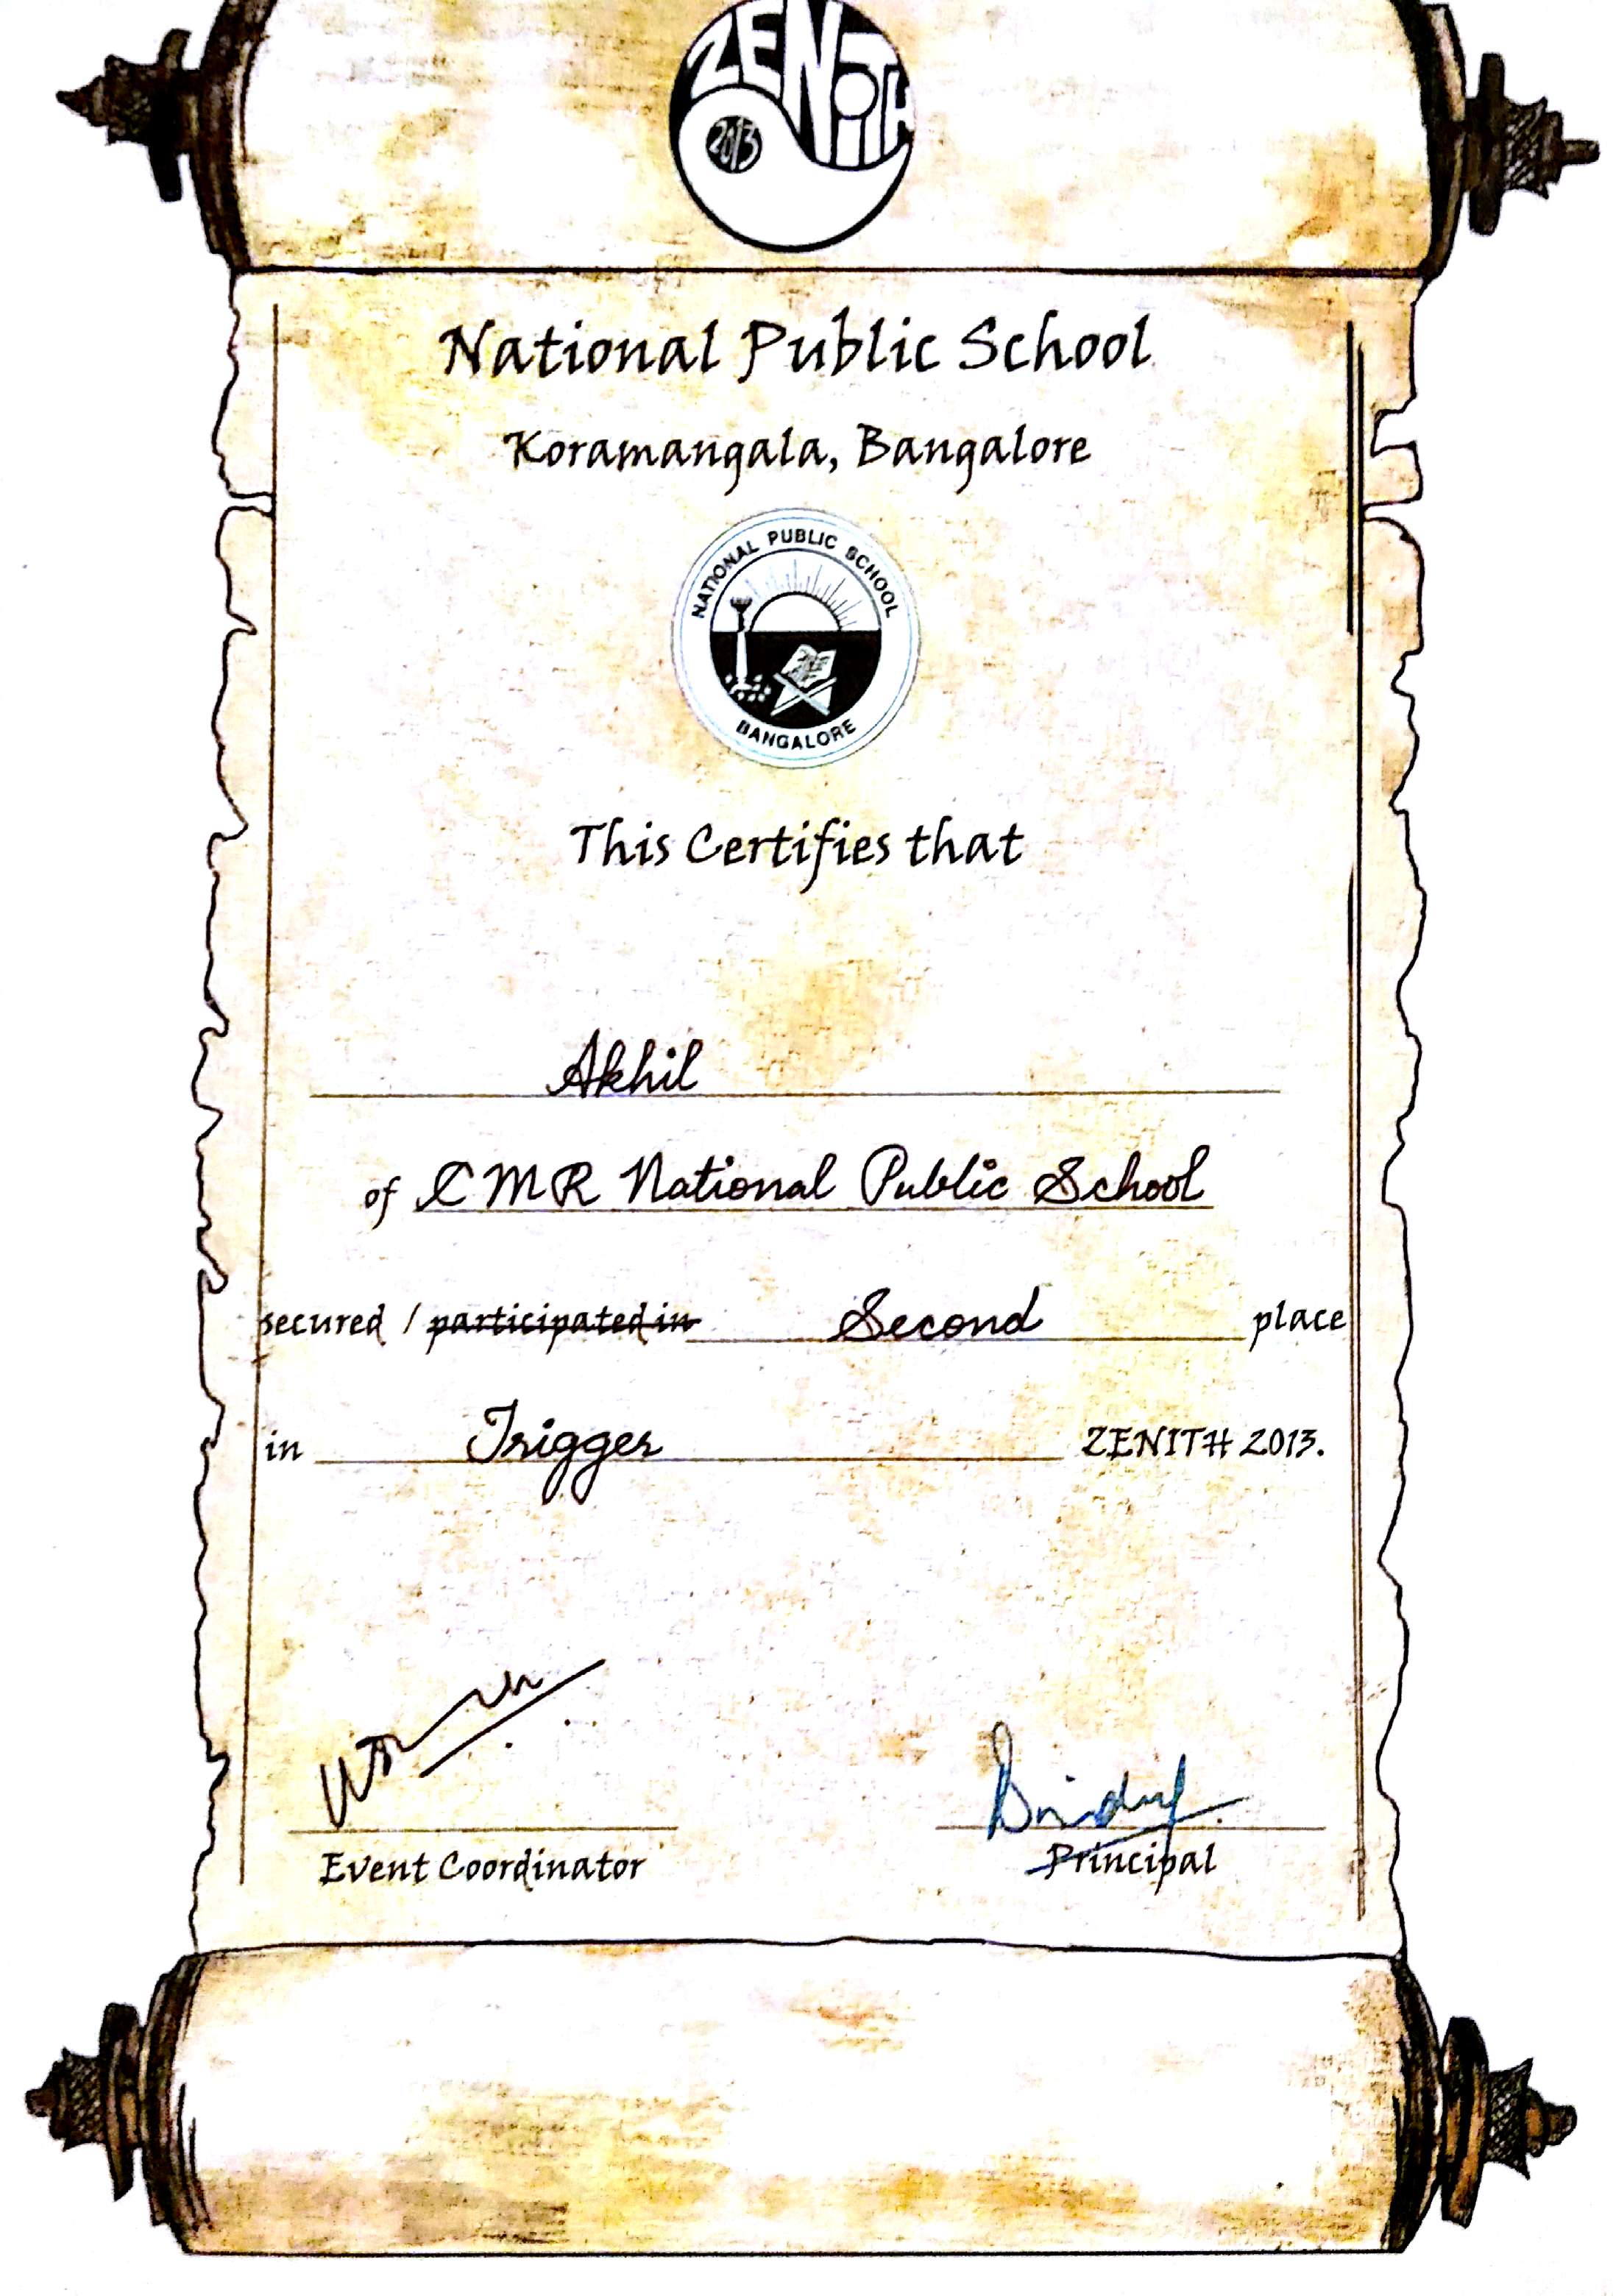 ZENITH
2013
National Public School
Koramangala, Bangalore
NATIONAL PUBLIC SCHOOL
BANGALORE
This Certifies that
Akhil
of CMR National Public School
secured / participated in Second place
in Trigger ZENITH 2013.
Event Coordinator Principal